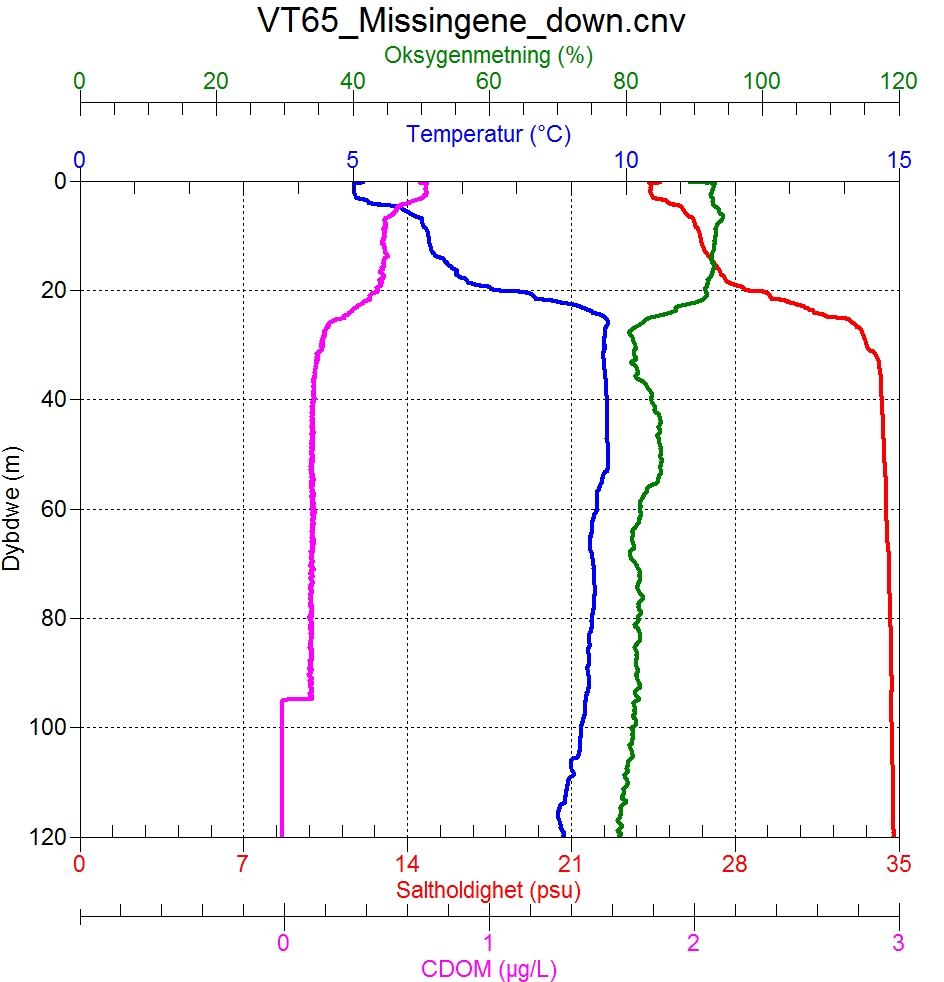 VT65_Missingene_down.cnv
Oksygenmetning (%)
0 20 40 60 80 100 120
Temperatur (°C)
0 5 10 15
0
20
40
60
80
100
120
Dybdwe (m)
0 7 14 21 28 35
Saltholdighet (psu)
0 1 2 3
CDOM (µg/L)